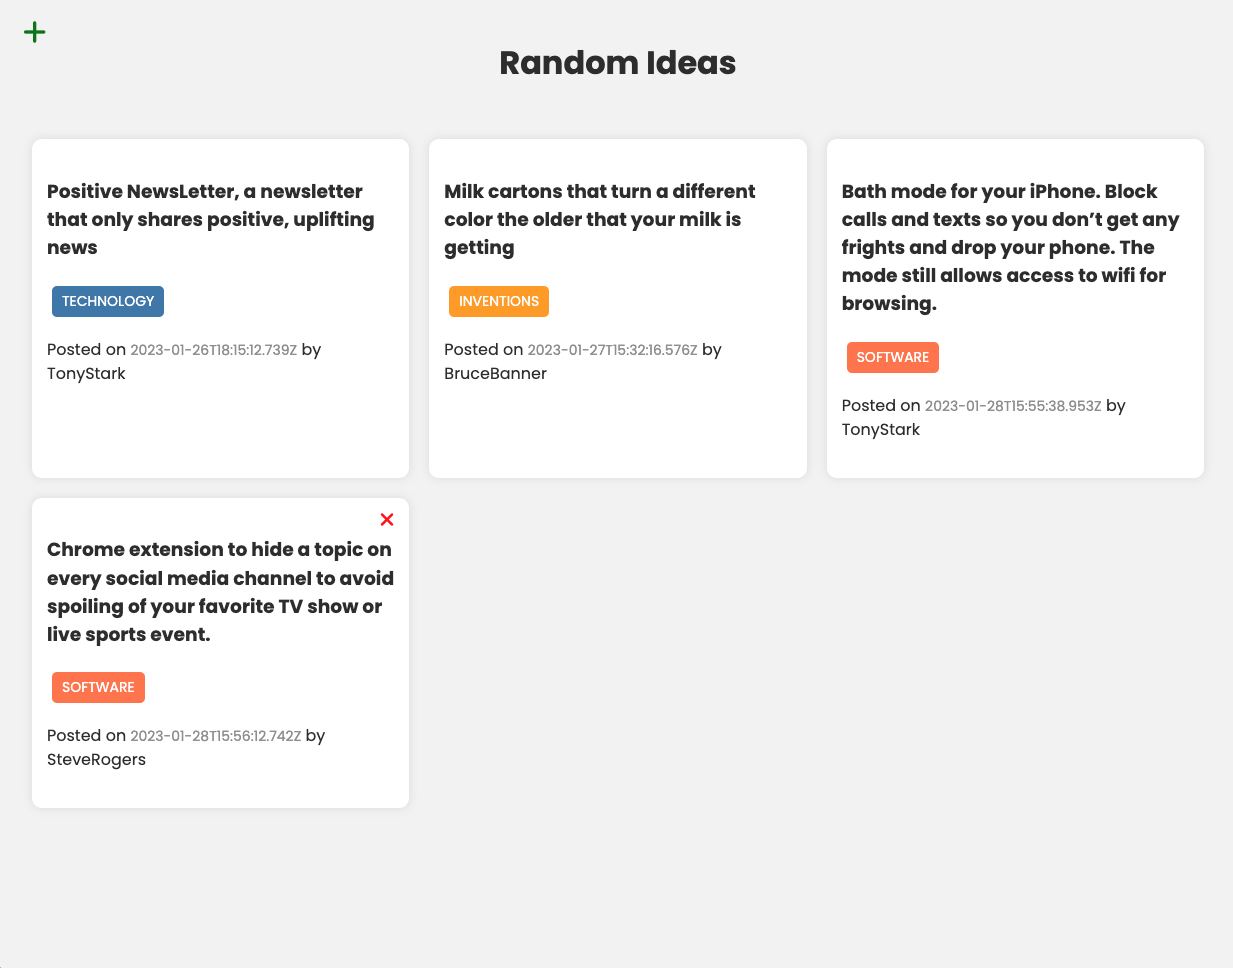 Random Ideas
Positive NewsLetter, a newsletter
that only shares positive, uplifting
news
TECHNOLOGY
Posted on 2023-01-26T18:15:12.739Z by
TonyStark
Milk cartons that turn a different
color the older that your milk is
getting
INVENTIONS
Posted on 2023-01-27T15:32:16.576Z by
BruceBanner
Bath mode for your iPhone. Block
calls and texts so you don’t get any
frights and drop your phone. The
mode still allows access to wifi for
browsing.
SOFTWARE
Posted on 2023-01-28T15:55:38.953Z by
TonyStark
Chrome extension to hide a topic on
every social media channel to avoid
spoiling of your favorite TV show or
live sports event.
SOFTWARE
Posted on 2023-01-28T15:56:12.742Z by
SteveRogers